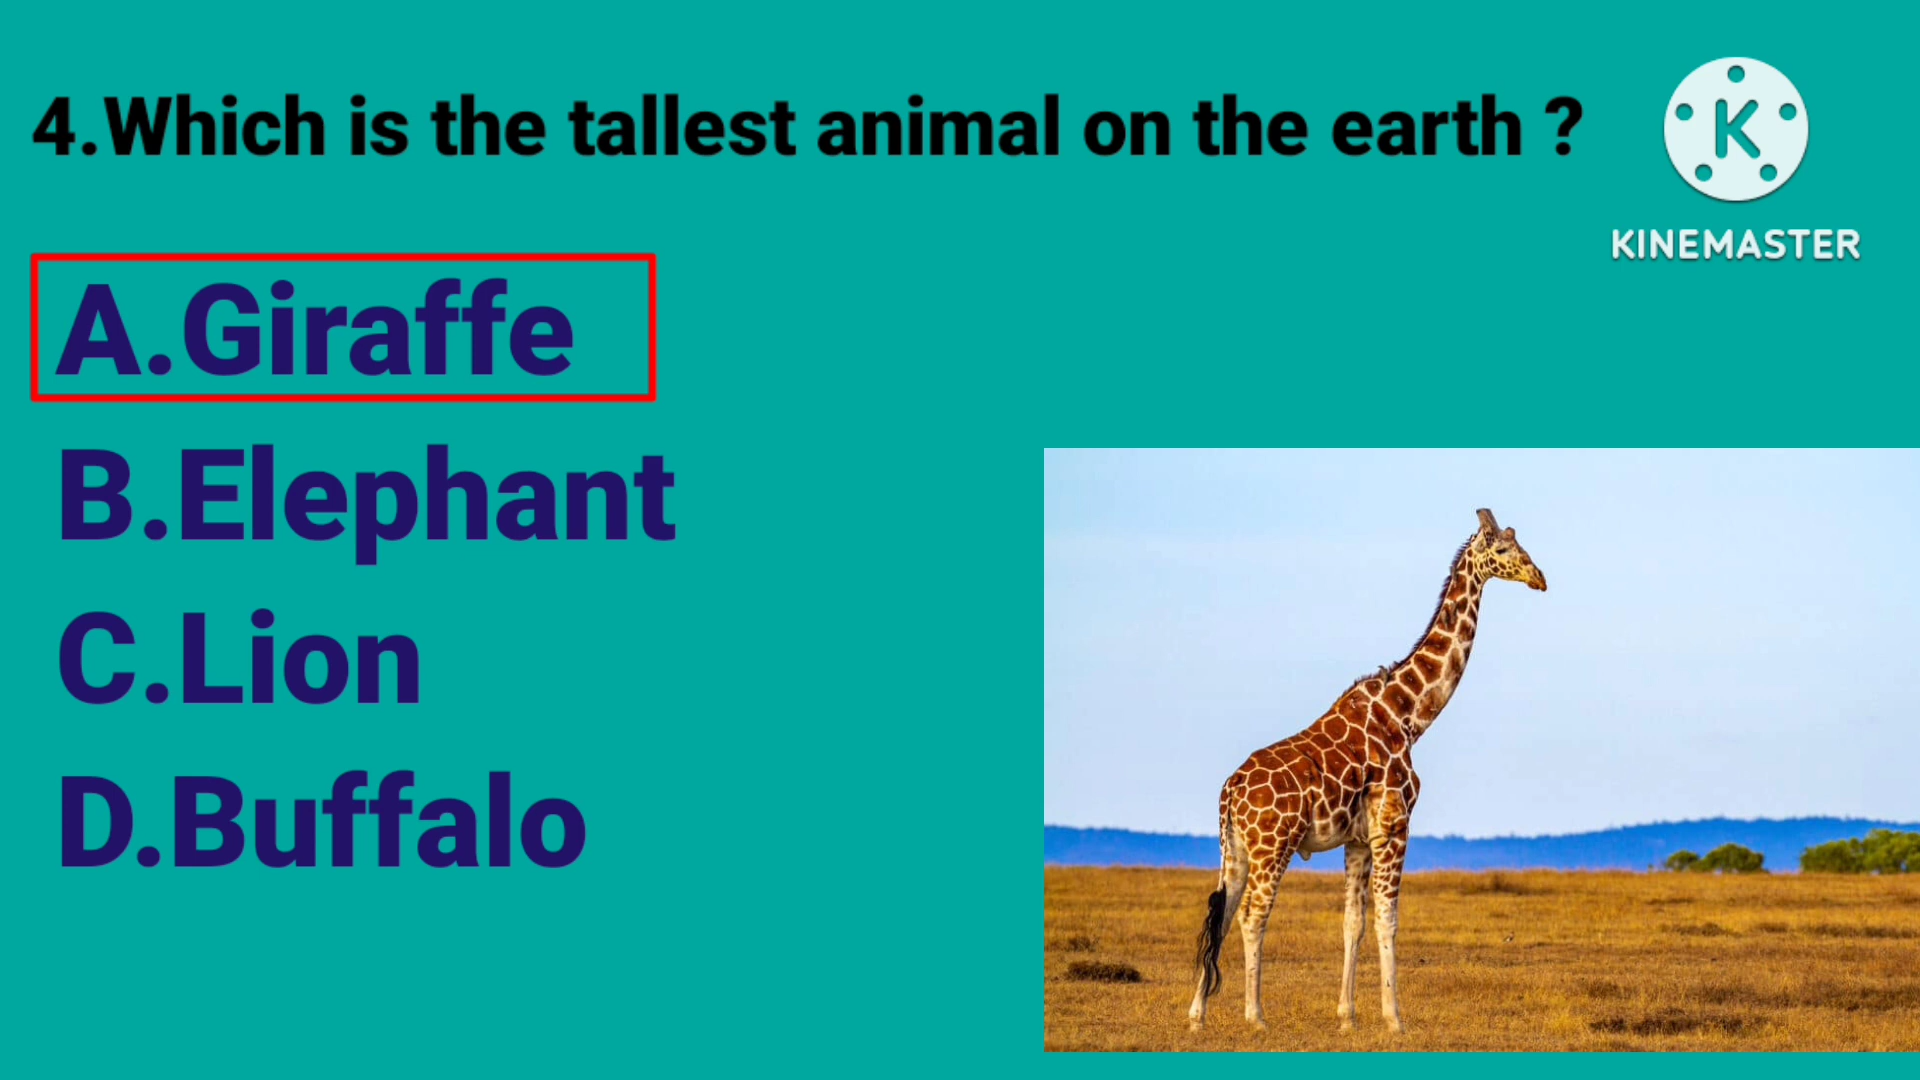 4.Which is the tallest animal on the earth ?
K
KINEMASTER
A.Giraffe
B.Elephant
C.Lion
D.Buffalo